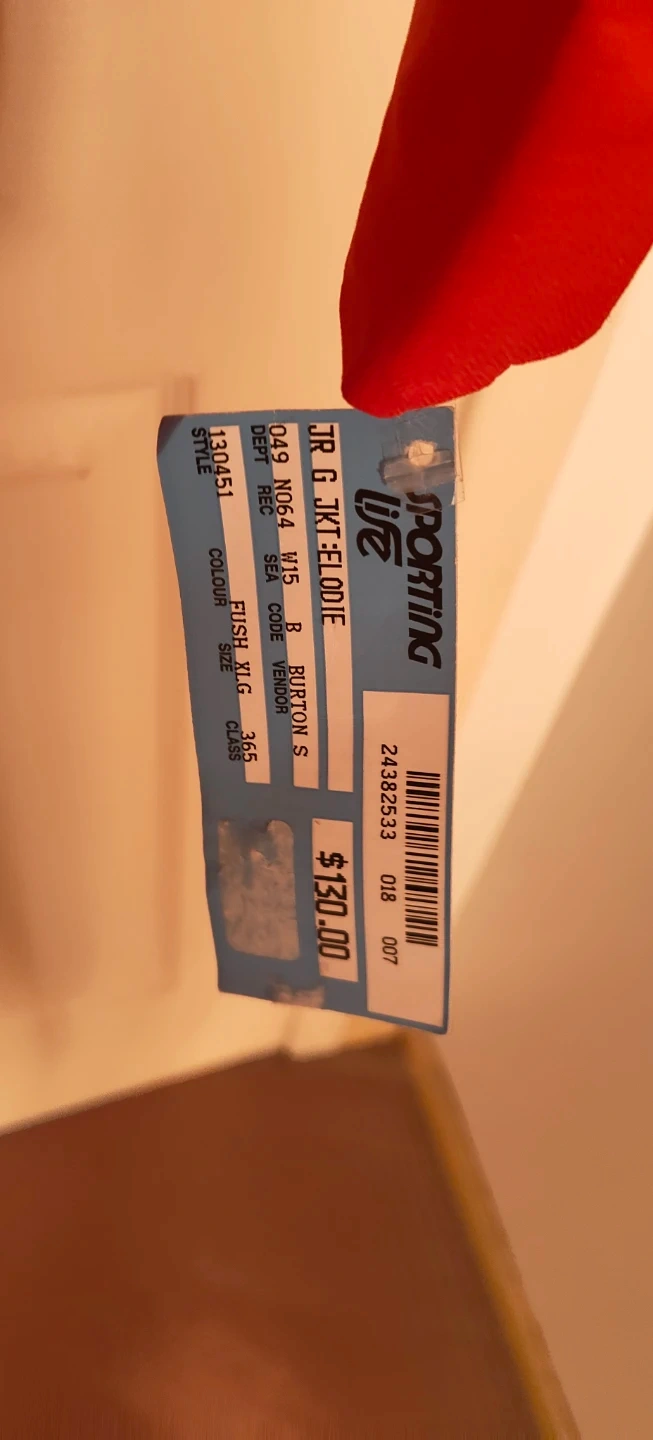 SPORTING
life
24382533 018 007
JR G JKT:ELODIE
049 N064 W15 B BURTON S
DEPT REC SEA CODE VENDOR
130451 FUSH XLG 365
STYLE COLOUR SIZE CLASS
$130.00